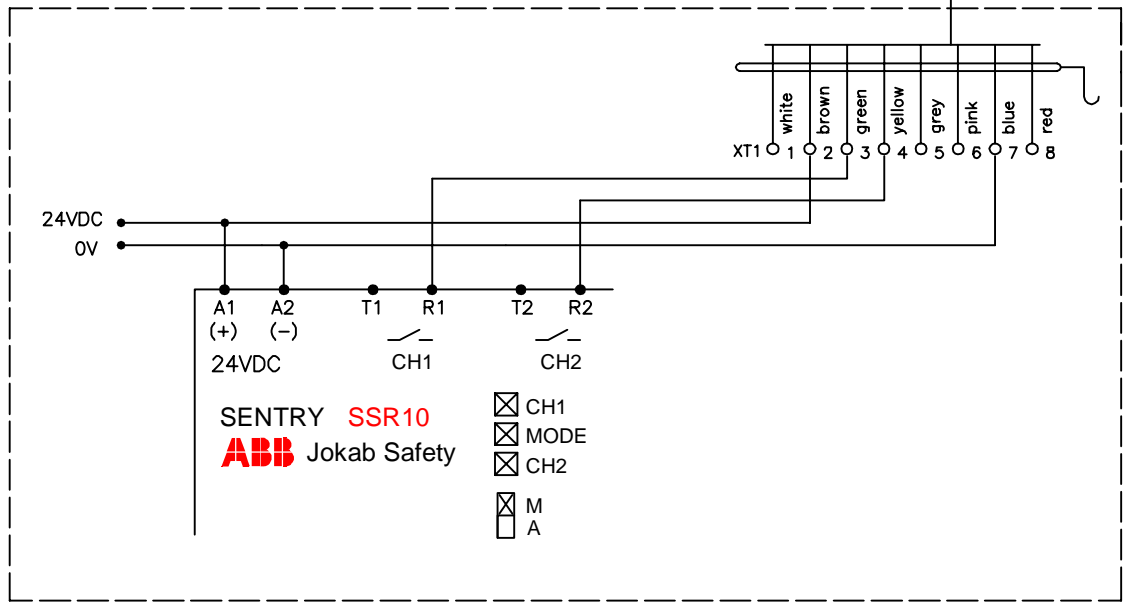 white brown green yellow grey pink blue red
XT1 1 2 3 4 5 6 7 8
24VDC
0V
A1 A2 T1 R1 T2 R2
(+) (−)
24VDC CH1 CH2
SENTRY SSR10
ABB Jokab Safety
CH1
MODE
CH2
M
A